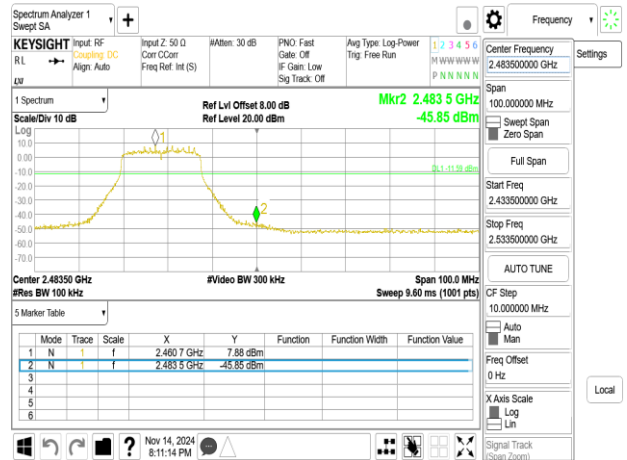 Spectrum Analyzer 1
Swept SA
Frequency
KEYSIGHT
RL
Input: RF
Coupling: DC
Align: Auto
Input Z: 50 Ω
Corr CCorr
Freq Ref: Int (S)
#Atten: 30 dB
PNO: Fast
Gate: Off
IF Gain: Low
Sig Track: Off
Avg Type: Log-Power
Trig: Free Run
1 2 3 4 5 6
M W W W W W
P N N N N N
LXI
Center Frequency
2.483500000 GHz
Settings
Span
100.000000 MHz
Swept Span
Zero Span
Full Span
Start Freq
2.433500000 GHz
Stop Freq
2.533500000 GHz
AUTO TUNE
CF Step
10.000000 MHz
Auto
Man
Freq Offset
0 Hz
X Axis Scale
Log
Lin
Signal Track
(Span Zoom)
Local
1 Spectrum
Scale/Div 10 dB
Ref Lvl Offset 8.00 dB
Ref Level 20.00 dBm
Mkr2 2.483 5 GHz
-45.85 dBm
Log
10.0
0.00
-10.0
-20.0
-30.0
-40.0
-50.0
-60.0
-70.0
1
2
DL1 -11.59 dBm
Center 2.48350 GHz
#Res BW 100 kHz
#Video BW 300 kHz
Span 100.0 MHz
Sweep 9.60 ms (1001 pts)
5 Marker Table
Mode Trace Scale X Y Function Function Width Function Value
1 N 1 f 2.460 7 GHz 7.88 dBm
2 N 1 f 2.483 5 GHz -45.85 dBm
3
4
5
6
?
Nov 14, 2024
8:11:14 PM